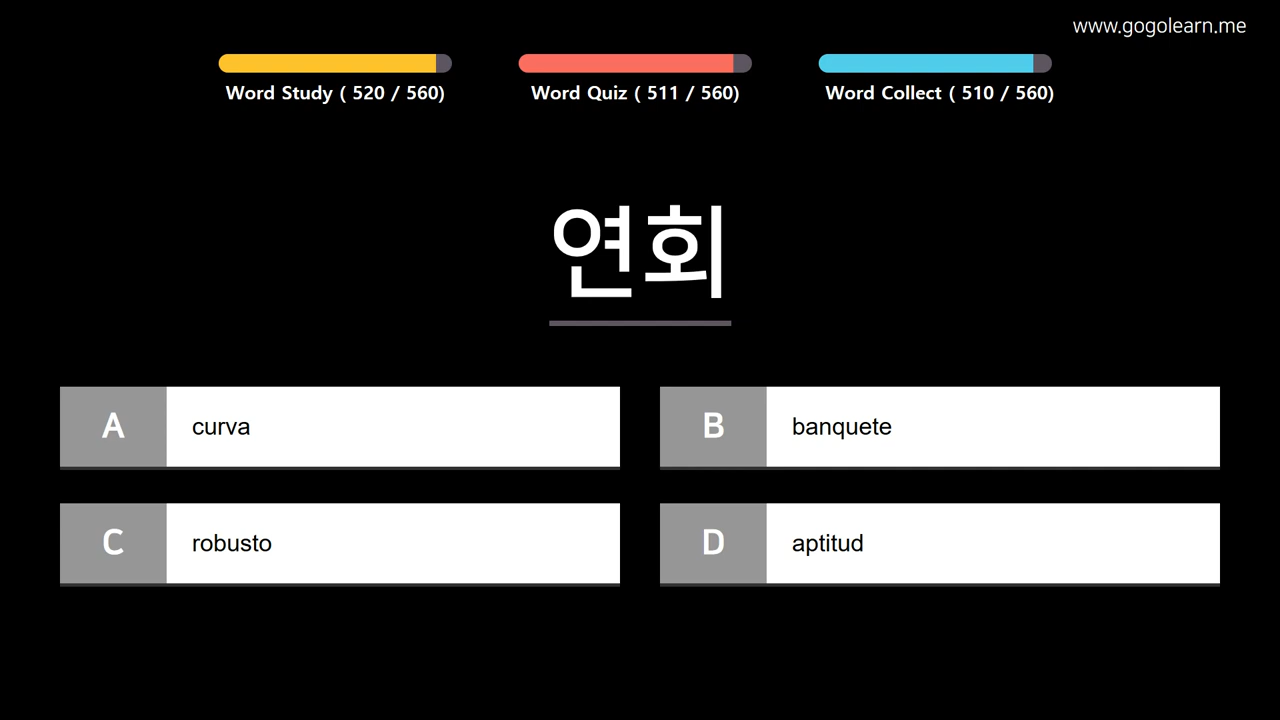 www.gogolearn.me
Word Study ( 520 / 560)
Word Quiz ( 511 / 560)
Word Collect ( 510 / 560)
연회
A curva
B banquete
C robusto
D aptitud